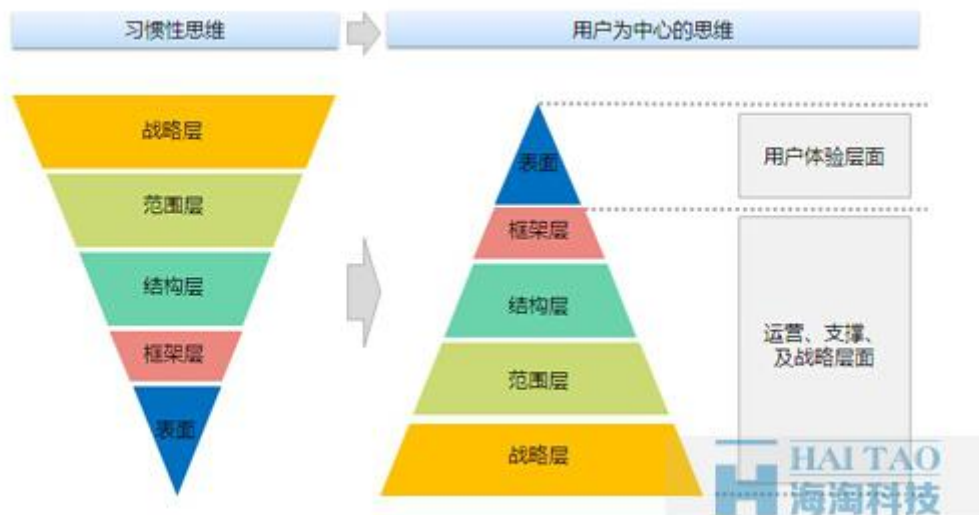 习惯性思维
用户为中心的思维
战略层
范围层
结构层
框架层
表面
表面
框架层
结构层
范围层
战略层
用户体验层面
运营、支撑、
及战略层面
HAI TAO
海淘科技